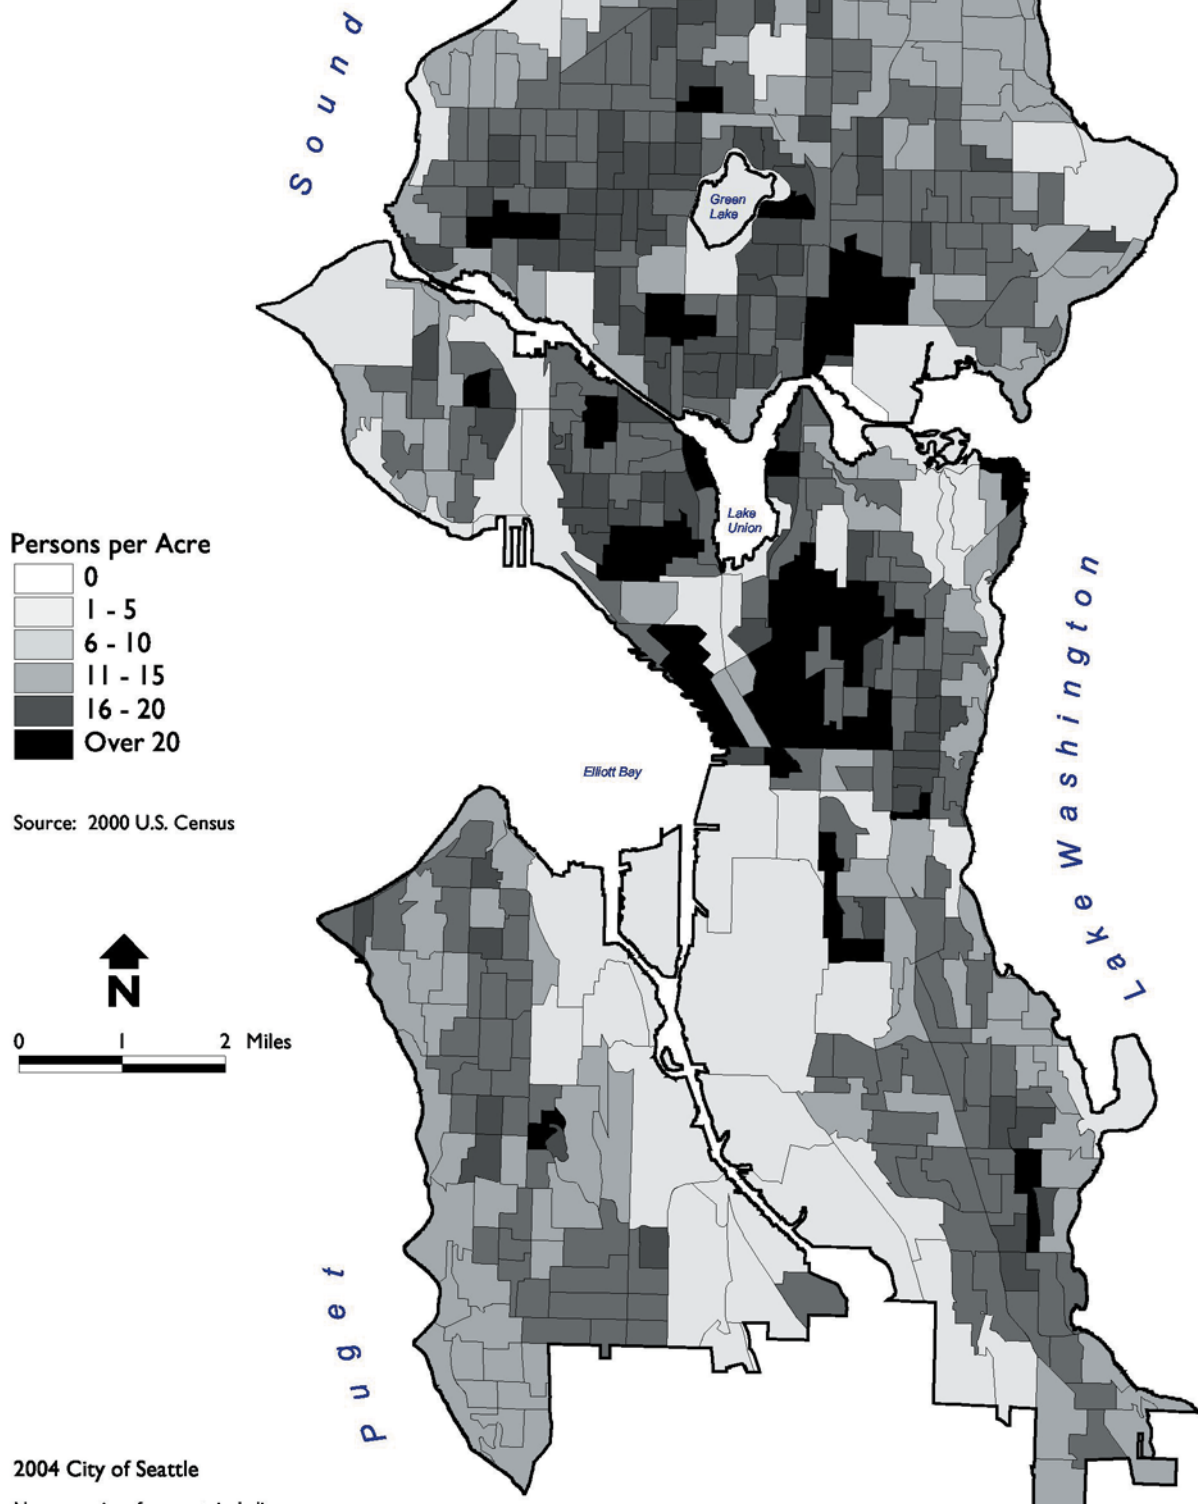 Sound
Green
Lake
Lake
Union
Persons per Acre
0
1 - 5
6 - 10
11 - 15
16 - 20
Over 20
Lake Washington
Elliott Bay
Source: 2000 U.S. Census
N
0 1 2 Miles
Puget
2004 City of Seattle